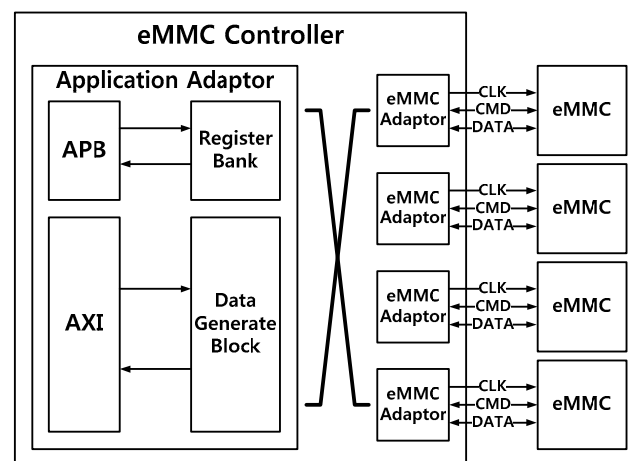 eMMC Controller
Application Adaptor
APB
Register
Bank
AXI
Data
Generate
Block
eMMC
Adaptor
CLK
CMD
DATA
eMMC
eMMC
Adaptor
CLK
CMD
DATA
eMMC
eMMC
Adaptor
CLK
CMD
DATA
eMMC
eMMC
Adaptor
CLK
CMD
DATA
eMMC